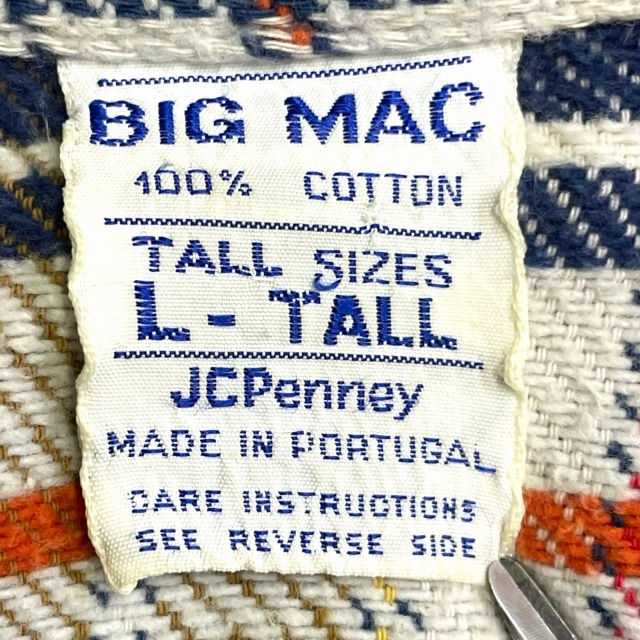 BIG MAC
100% COTTON
TALL SIZES
L - TALL
JCPenney
MADE IN PORTUGAL
CARE INSTRUCTIONS
SEE REVERSE SIDE